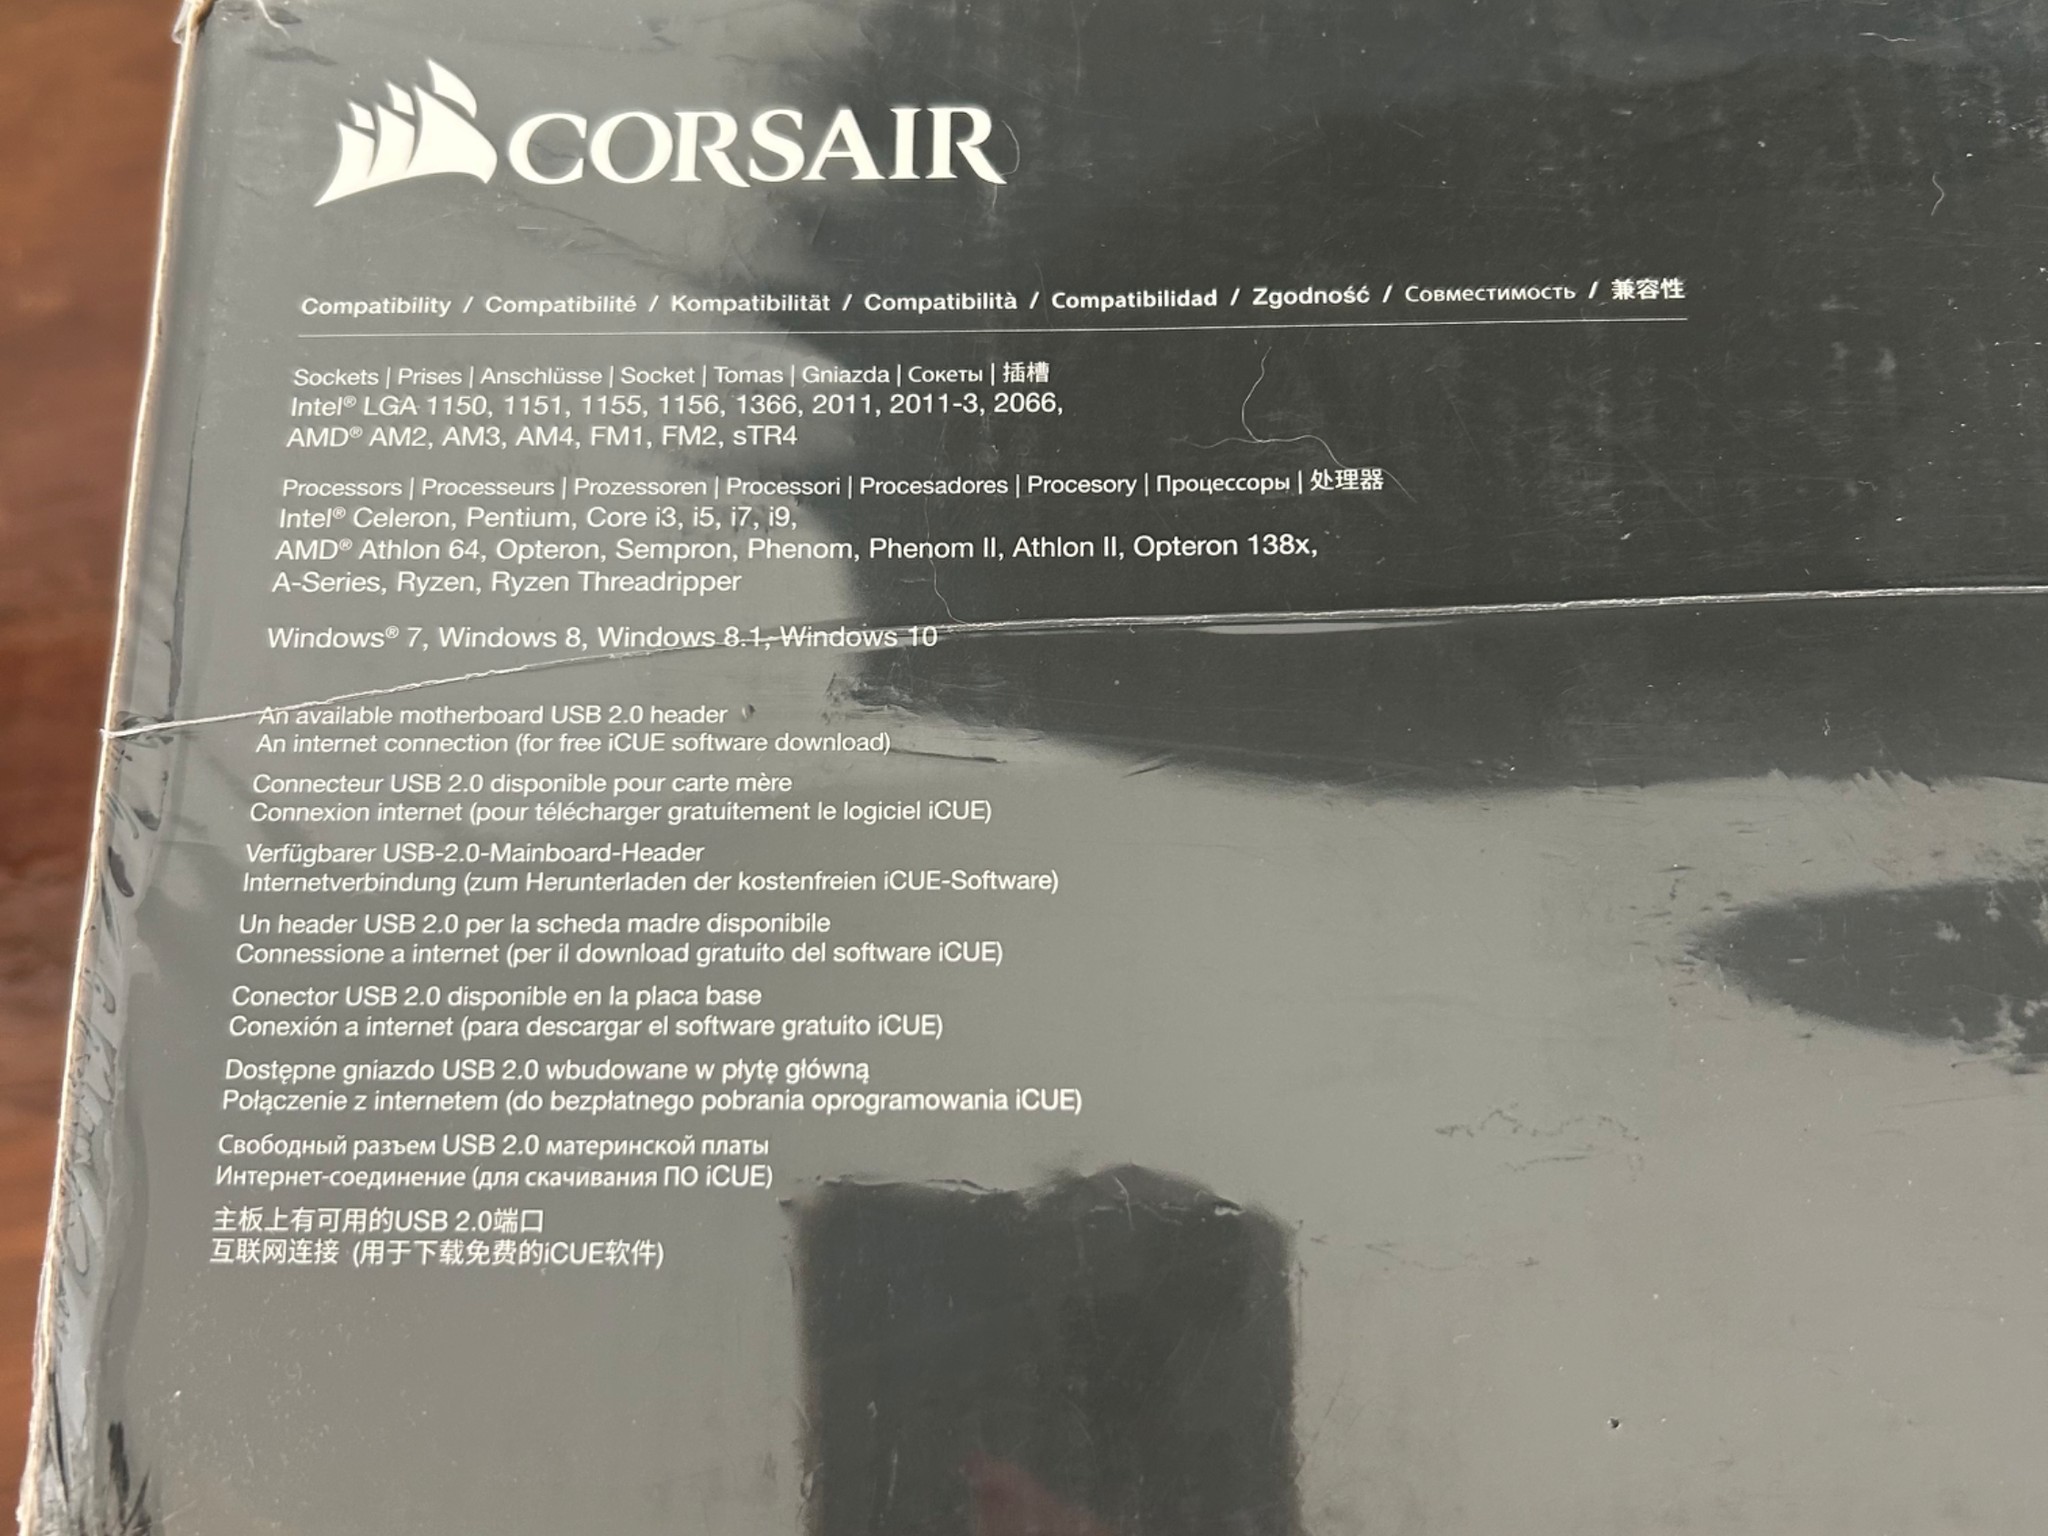 CORSAIR
Compatibility / Compatibilité / Kompatibilität / Compatibilità / Compatibilidad / Zgodność / Совместимость / 兼容性
Sockets | Prises | Anschlüsse | Socket | Tomas | Gniazda | Сокеты | 插槽
Intel® LGA 1150, 1151, 1155, 1156, 1366, 2011, 2011-3, 2066,
AMD® AM2, AM3, AM4, FM1, FM2, sTR4
Processors | Processeurs | Prozessoren | Processori | Procesadores | Procesory | Процессоры | 处理器
Intel® Celeron, Pentium, Core i3, i5, i7, i9,
AMD® Athlon 64, Opteron, Sempron, Phenom, Phenom II, Athlon II, Opteron 138x,
A-Series, Ryzen, Ryzen Threadripper
Windows® 7, Windows 8, Windows 8.1, Windows 10
An available motherboard USB 2.0 header
An internet connection (for free iCUE software download)
Connecteur USB 2.0 disponible pour carte mère
Connexion internet (pour télécharger gratuitement le logiciel iCUE)
Verfügbarer USB-2.0-Mainboard-Header
Internetverbindung (zum Herunterladen der kostenfreien iCUE-Software)
Un header USB 2.0 per la scheda madre disponibile
Connessione a internet (per il download gratuito del software iCUE)
Conector USB 2.0 disponible en la placa base
Conexión a internet (para descargar el software gratuito iCUE)
Dostępne gniazdo USB 2.0 wbudowane w płytę główną
Połączenie z internetem (do bezpłatnego pobrania oprogramowania iCUE)
Свободный разъем USB 2.0 материнской платы
Интернет-соединение (для скачивания ПО iCUE)
主板上有可用的USB 2.0端口
互联网连接 (用于下载免费的iCUE软件)